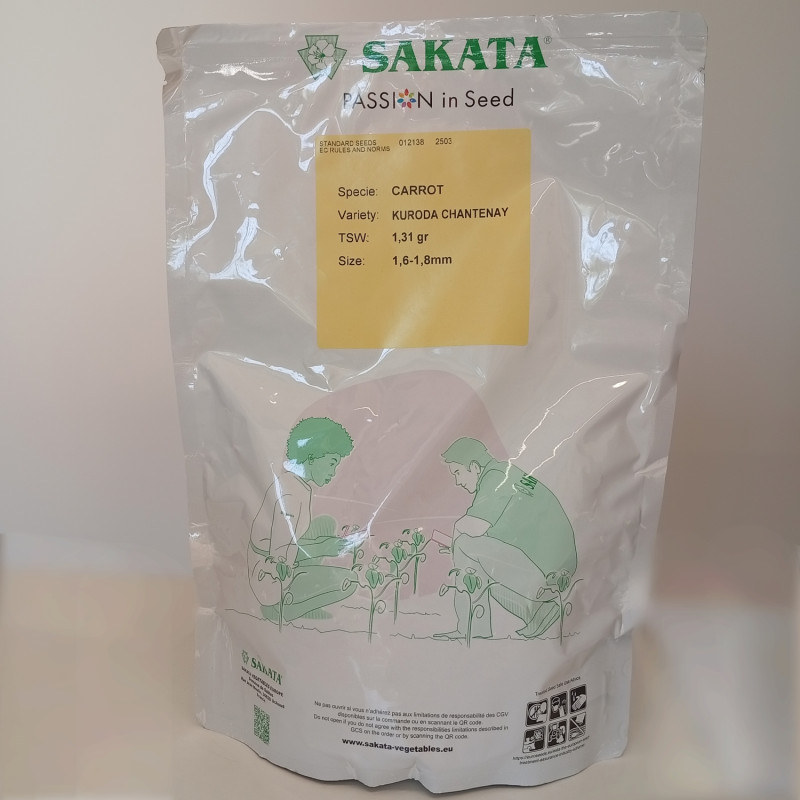 SAKATA®
PASSION in Seed
STANDARD SEEDS 012138 2503
EC RULES AND NORMS
Specie: CARROT
Variety: KURODA CHANTENAY
TSW: 1,31 gr
Size: 1,6-1,8mm
SAKATA®
Ne pas ouvrir si vous n'adhérez pas aux limitations de responsabilité des CGV
disponibles sur la commande ou en scannant le QR code.
Do not open if you do not agree with the responsibilities limitations described in
GCS on the order or by scanning the QR code.
www.sakata-vegetables.eu